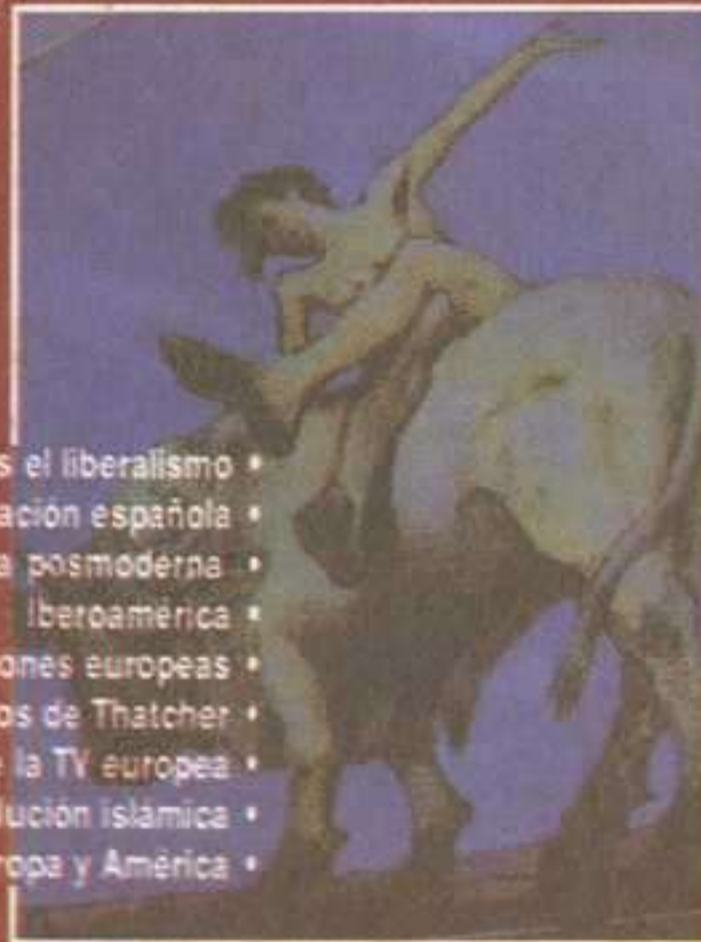 el liberalismo •
española •
posmoderna •
Iberoamérica •
europeas •
de Thatcher •
la TV europea •
islámica •
y América •